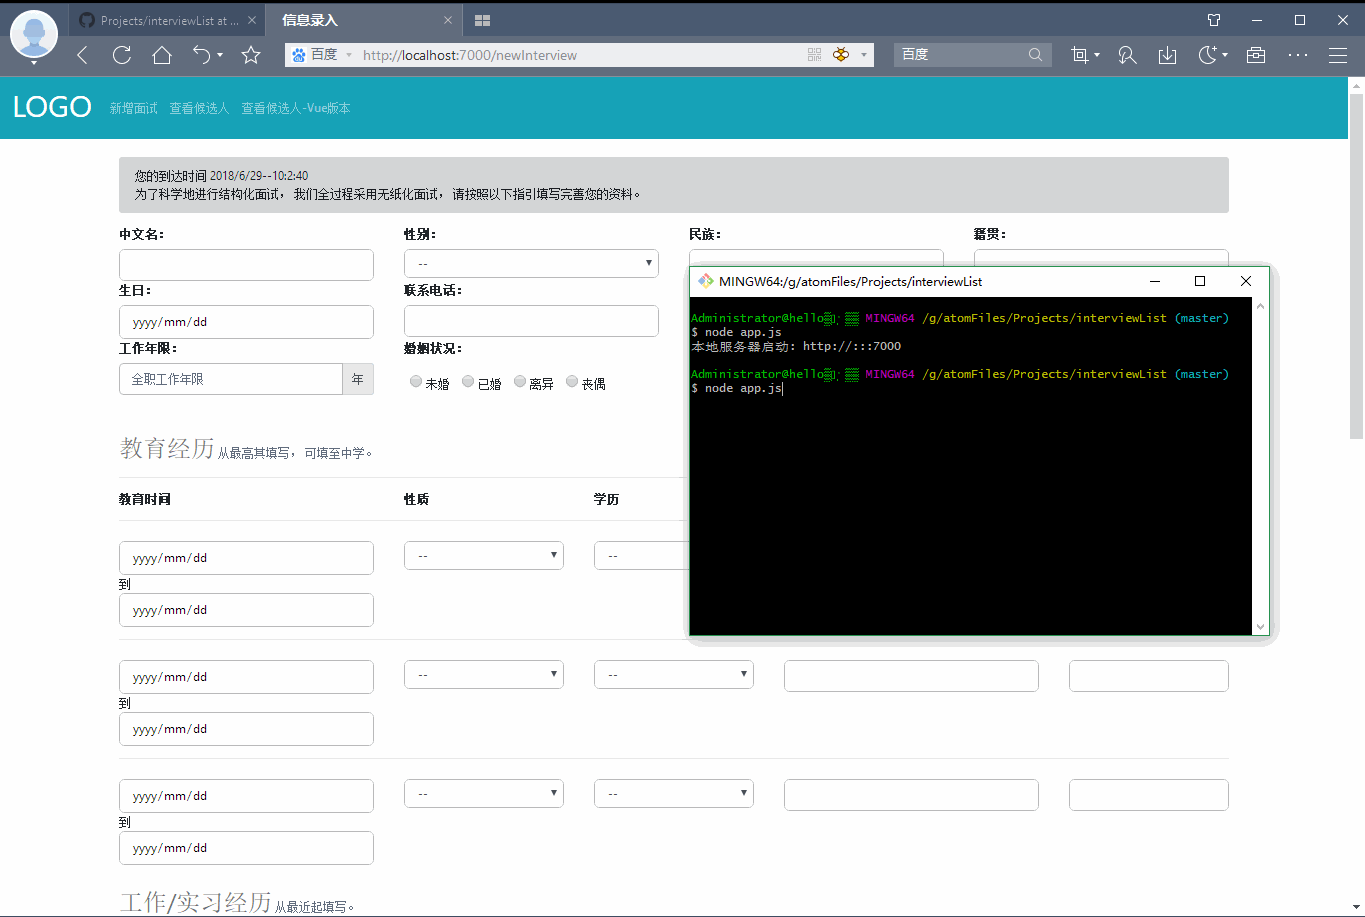 Projects/interviewList at ...
信息录入
百度
http://localhost:7000/newInterview
百度
LOGO
新增面试
查看候选人
查看候选人-Vue版本
您的到达时间 2018/6/29--10:2:40
为了科学地进行结构化面试，我们全过程采用无纸化面试，请按照以下指引填写完善您的资料。
中文名：
性别：
民族：
籍贯：
--
生日：
联系电话：
yyyy/mm/dd
工作年限：
婚姻状况：
全职工作年限
年
未婚
已婚
离异
丧偶
MINGW64:/g/atomFiles/Projects/interviewList
Administrator@hello MINGW64 /g/atomFiles/Projects/interviewList (master)
$ node app.js
本地服务器启动: http://:::7000
Administrator@hello MINGW64 /g/atomFiles/Projects/interviewList (master)
$ node app.js
教育经历 从最高其填写，可填至中学。
教育时间
性质
学历
yyyy/mm/dd
--
--
到
yyyy/mm/dd
yyyy/mm/dd
--
--
到
yyyy/mm/dd
yyyy/mm/dd
--
--
到
yyyy/mm/dd
工作/实习经历 从最近起填写。